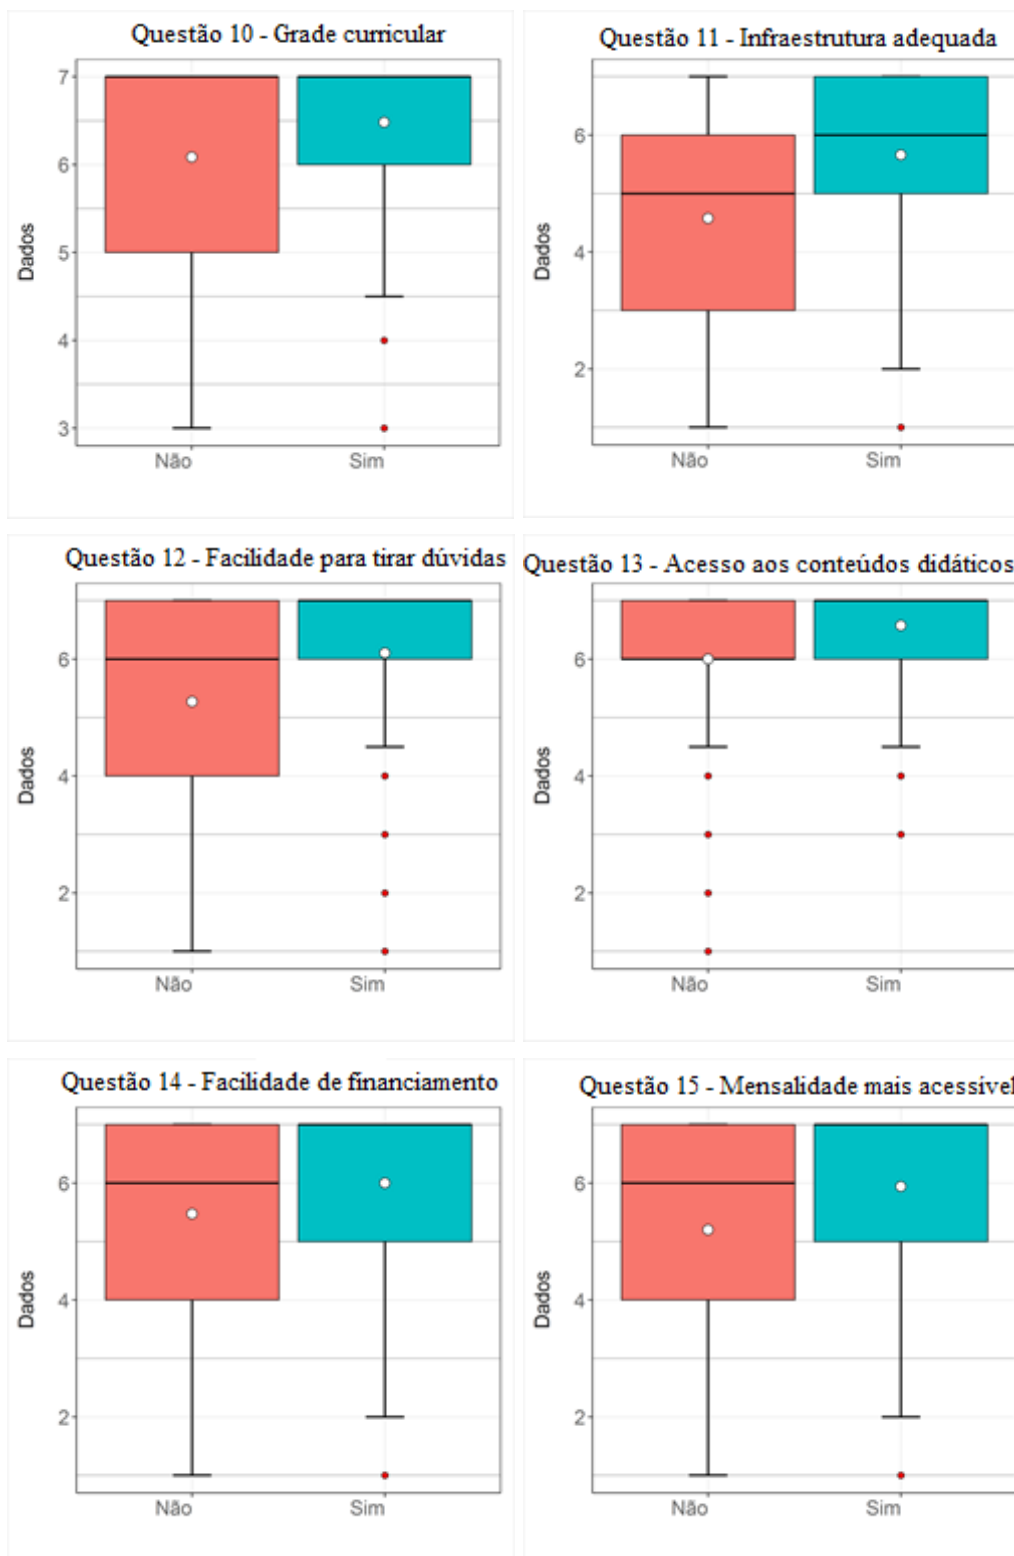 Questão 10 - Grade curricular
Dados
7
6
5
4
3
Não Sim
Questão 11 - Infraestrutura adequada
Dados
6
4
2
Não Sim
Questão 12 - Facilidade para tirar dúvidas
Dados
6
4
2
Não Sim
Questão 13 - Acesso aos conteúdos didáticos
Dados
6
4
2
Não Sim
Questão 14 - Facilidade de financiamento
Dados
6
4
2
Não Sim
Questão 15 - Mensalidade mais acessível
Dados
6
4
2
Não Sim